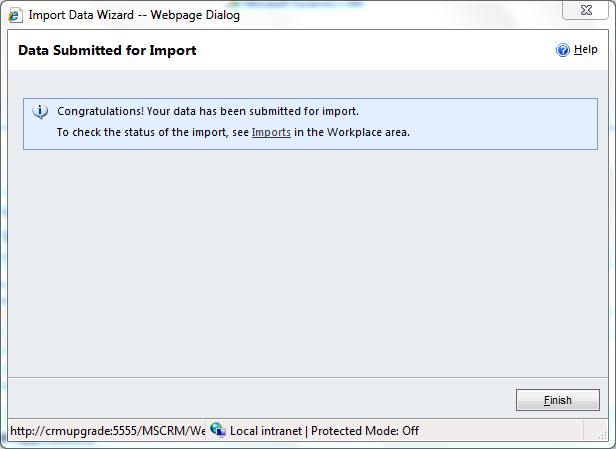 Import Data Wizard -- Webpage Dialog
Data Submitted for Import
Help
Congratulations! Your data has been submitted for import.
To check the status of the import, see Imports in the Workplace area.
Finish
http://crmupgrade:5555/MSCRM/We
Local intranet | Protected Mode: Off